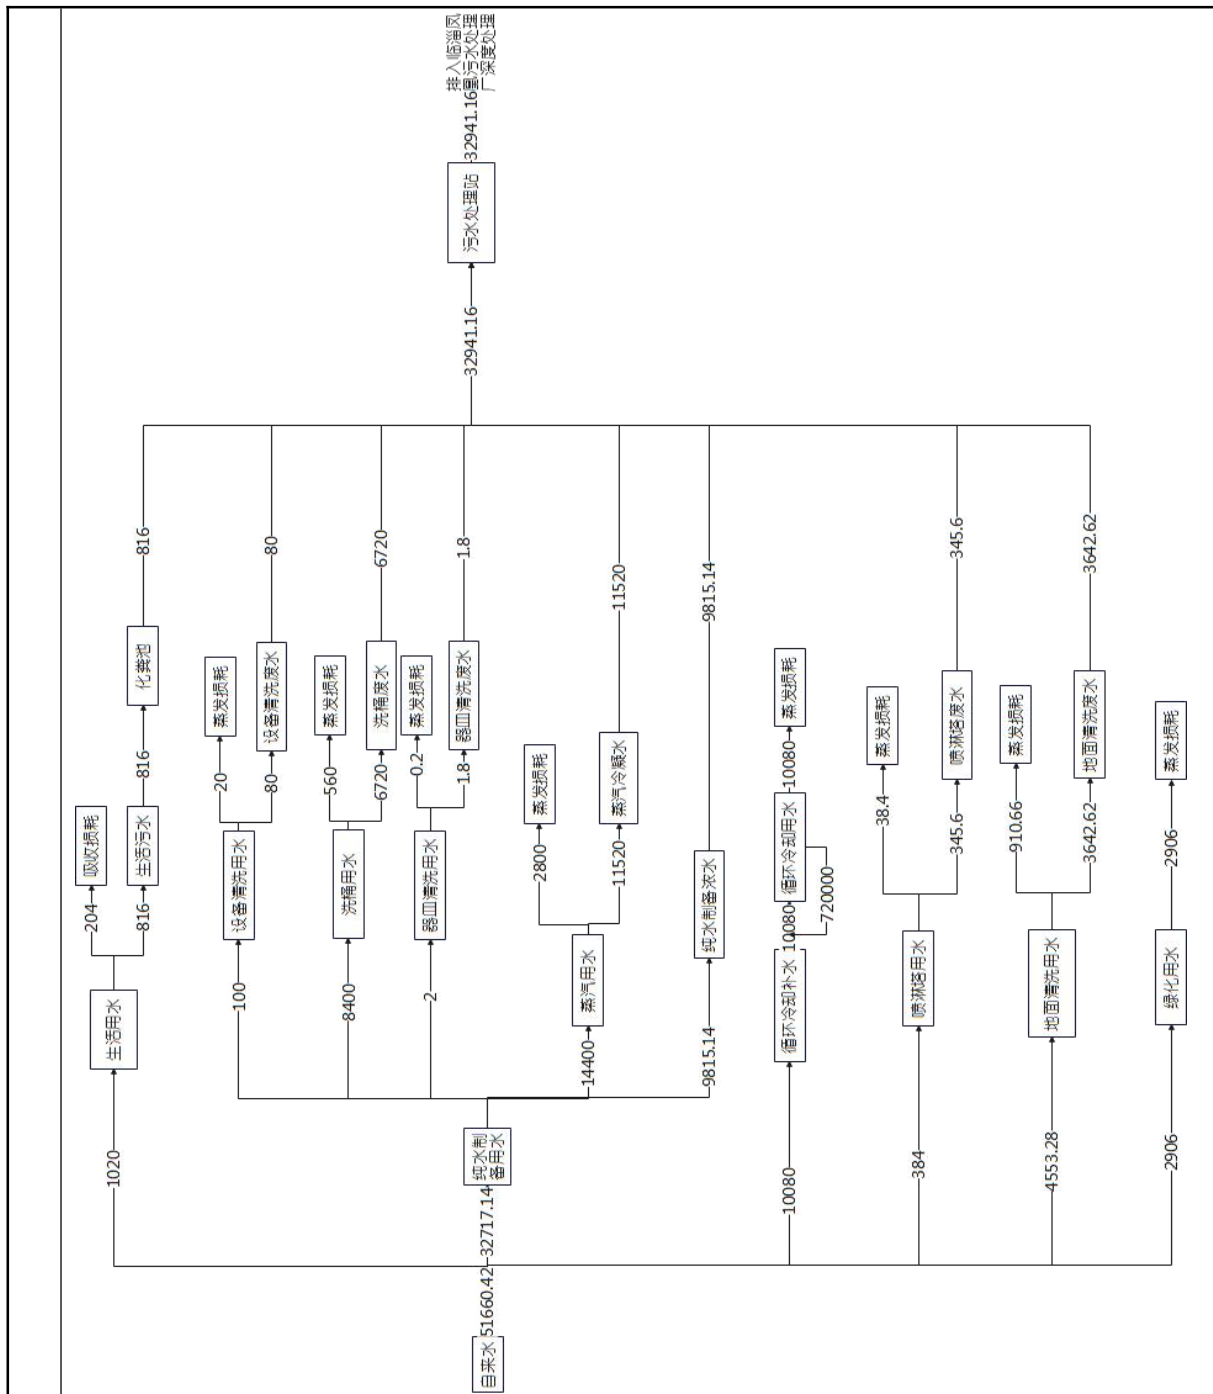 自来水
51660.42
1020
生活用水
204
吸收损耗
816
生活污水
816
化粪池
816
32717.14
纯水制
备用水
100
设备清洗用水
20
蒸发损耗
80
设备清洗废水
80
8400
洗桶用水
560
蒸发损耗
6720
洗桶废水
6720
2
器皿清洗用水
0.2
蒸发损耗
1.8
器皿清洗废水
1.8
14400
蒸汽用水
2800
蒸发损耗
11520
蒸汽冷凝水
11520
9815.14
纯水制备浓水
9815.14
10080
循环冷却补水
10080
循环冷却用水
720000
10080
蒸发损耗
384
喷淋塔用水
38.4
蒸发损耗
345.6
喷淋塔废水
345.6
4553.28
地面清洗用水
910.66
蒸发损耗
3642.62
地面清洗废水
3642.62
2906
绿化用水
2906
蒸发损耗
32941.16
污水处理站
32941.16
排入临淄凤
凰污水处理
厂深度处理